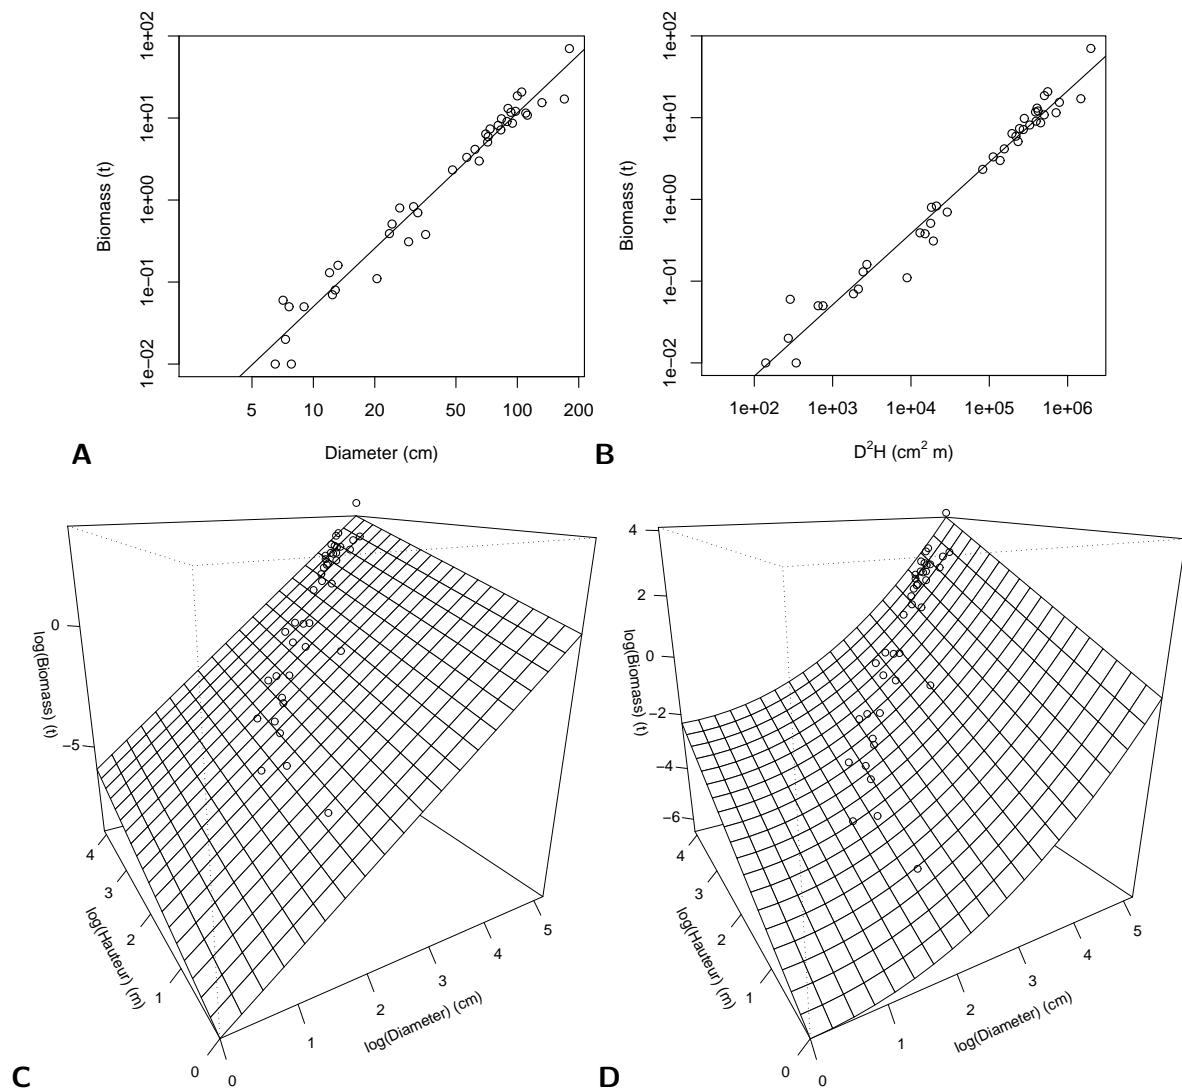 1e+02
1e+01
1e+00
1e−01
1e−02
Biomass (t)
5 10 20 50 100 200
Diameter (cm)
A
1e+02
1e+01
1e+00
1e−01
1e−02
Biomass (t)
1e+02 1e+03 1e+04 1e+05 1e+06
D²H (cm² m)
B
0
−5
log(Biomass) (t)
4
3
2
1
0
log(Hauteur) (m)
0
1
2
3
4
5
log(Diameter) (cm)
C
4
2
0
−2
−4
−6
log(Biomass) (t)
4
3
2
1
0
log(Hauteur) (m)
0
1
2
3
4
5
log(Diameter) (cm)
D